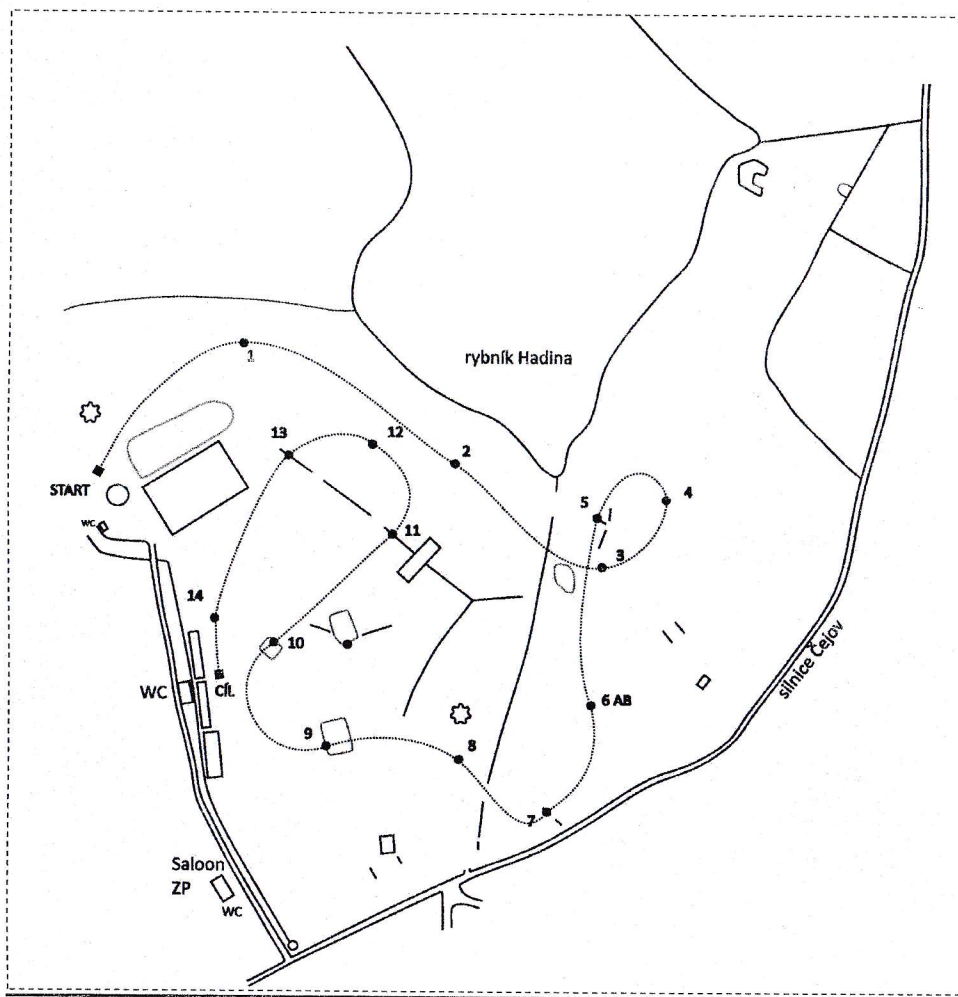 1
rybník Hadina
13
12
2
START
5
4
WC
11
3
14
10
WC
CÍL
silnice Čejov
6 AB
9
8
7
Saloon
ZP
WC